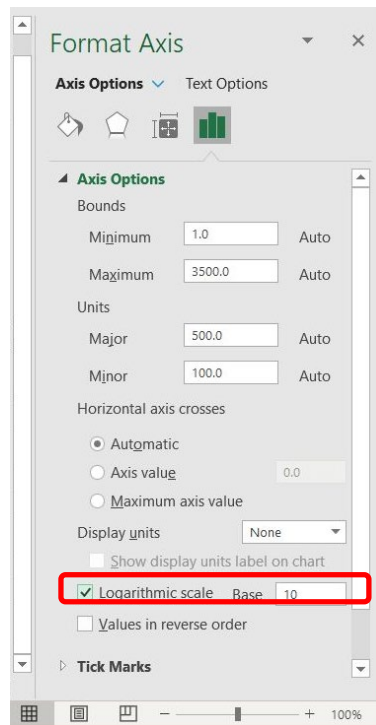 Format Axis
Axis Options Text Options
Axis Options
Bounds
Minimum 1.0 Auto
Maximum 3500.0 Auto
Units
Major 500.0 Auto
Minor 100.0 Auto
Horizontal axis crosses
Automatic
Axis value 0.0
Maximum axis value
Display units None
Show display units label on chart
Logarithmic scale Base 10
Values in reverse order
Tick Marks
100%